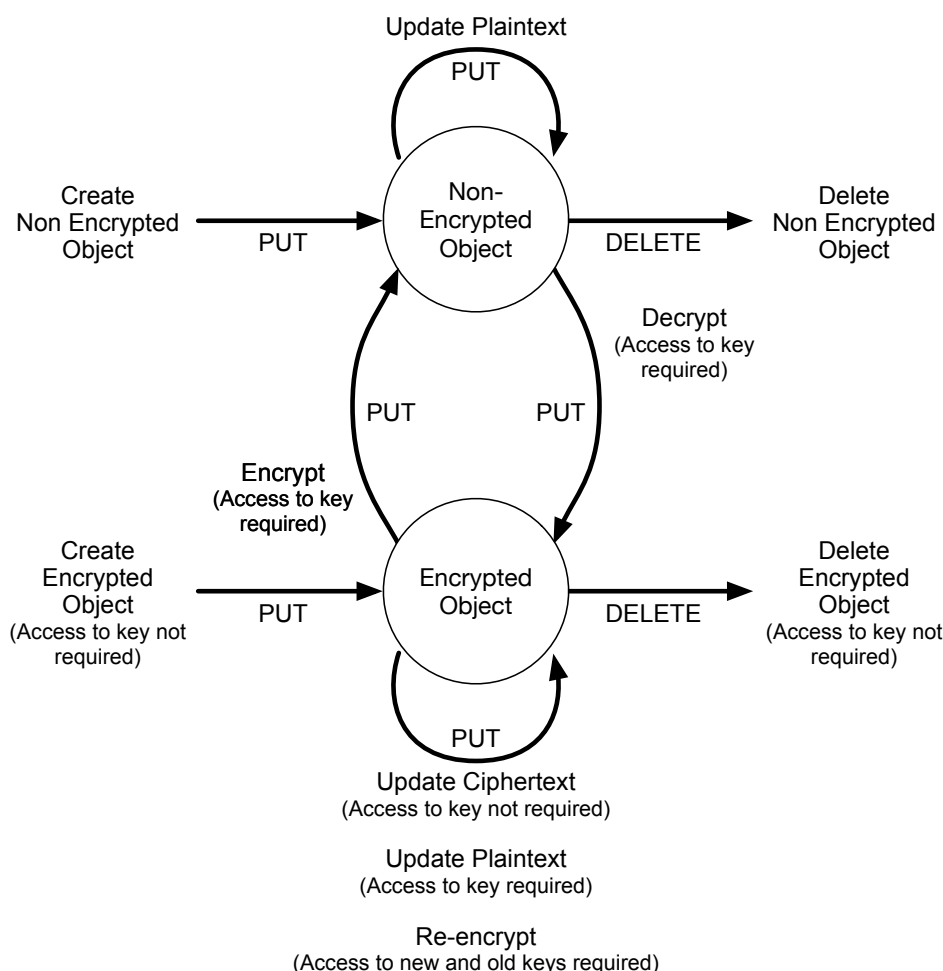 Update Plaintext
PUT
Create
Non Encrypted
Object
PUT
Non-
Encrypted
Object
DELETE
Delete
Non Encrypted
Object
Decrypt
(Access to key
required)
PUT
PUT
Encrypt
(Access to key
required)
Create
Encrypted
Object
(Access to key not
required)
PUT
Encrypted
Object
DELETE
Delete
Encrypted
Object
(Access to key not
required)
PUT
Update Ciphertext
(Access to key not required)
Update Plaintext
(Access to key required)
Re-encrypt
(Access to new and old keys required)